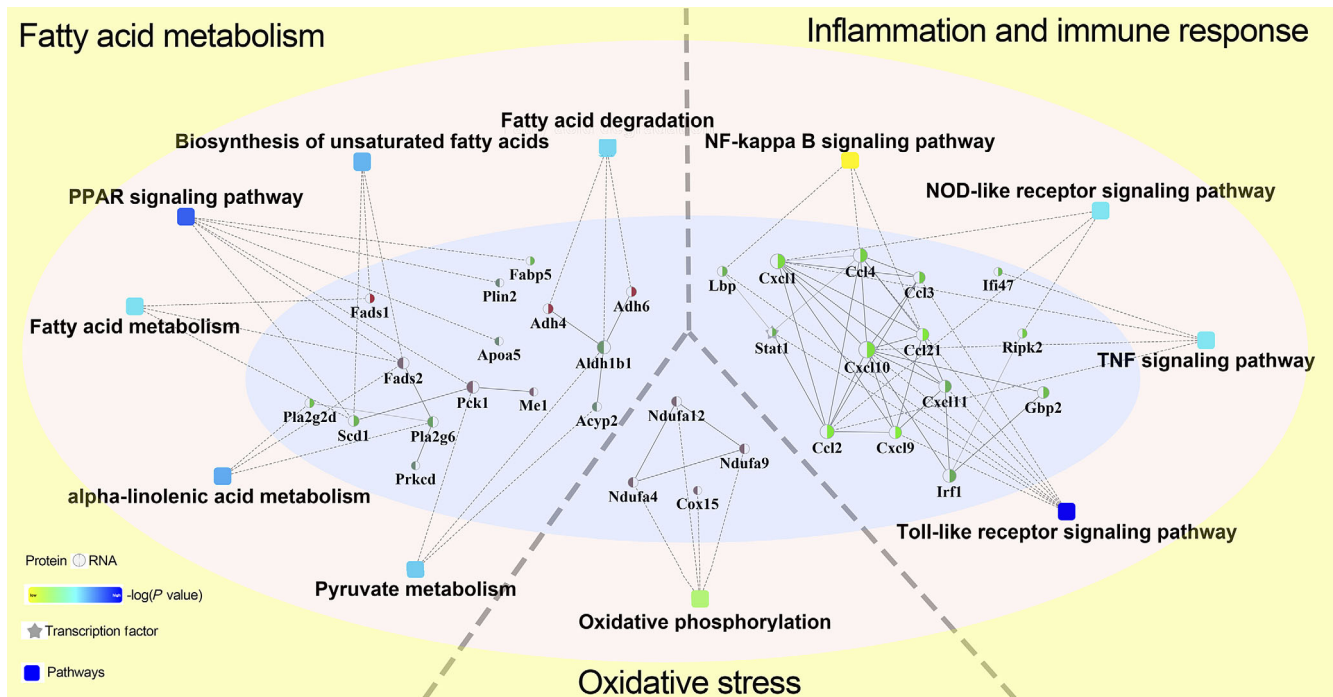 Fatty acid metabolism
Inflammation and immune response
Fatty acid degradation
Biosynthesis of unsaturated fatty acids
NF-kappa B signaling pathway
PPAR signaling pathway
NOD-like receptor signaling pathway
Fabp5
Plin2
Fads1
Adh4
Adh6
Lbp
Cxcl1
Ccl4
Ccl3
Ifi47
Fatty acid metabolism
Apoa5
Aldh1b1
Stat1
Ccl21
Ripk2
Cxcl10
TNF signaling pathway
Fads2
Pck1
Me1
Pla2g2d
Scd1
Pla2g6
Acyp2
Ndufa12
Cxcl11
Gbp2
Ccl2
Cxcl9
Prkcd
Ndufa9
Ndufa4
Cox15
Irf1
alpha-linolenic acid metabolism
Toll-like receptor signaling pathway
Pyruvate metabolism
Oxidative phosphorylation
Protein RNA
low high -log(P value)
Transcription factor
Pathways
Oxidative stress